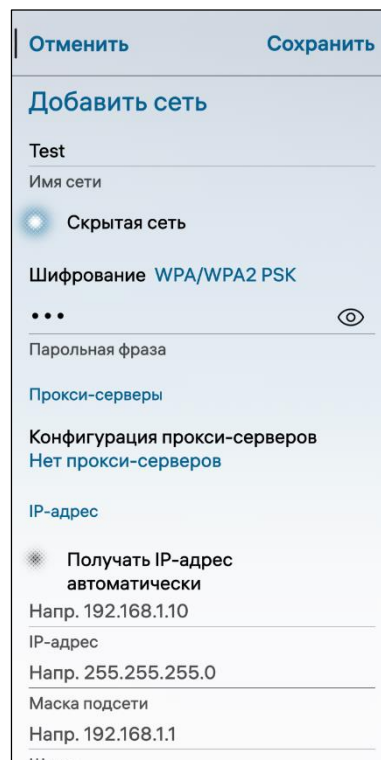 Отменить Сохранить
Добавить сеть
Test
Имя сети
Скрытая сеть
Шифрование WPA/WPA2 PSK
•••
Парольная фраза
Прокси-серверы
Конфигурация прокси-серверов
Нет прокси-серверов
IP-адрес
Получать IP-адрес
автоматически
Напр. 192.168.1.10
IP-адрес
Напр. 255.255.255.0
Маска подсети
Напр. 192.168.1.1